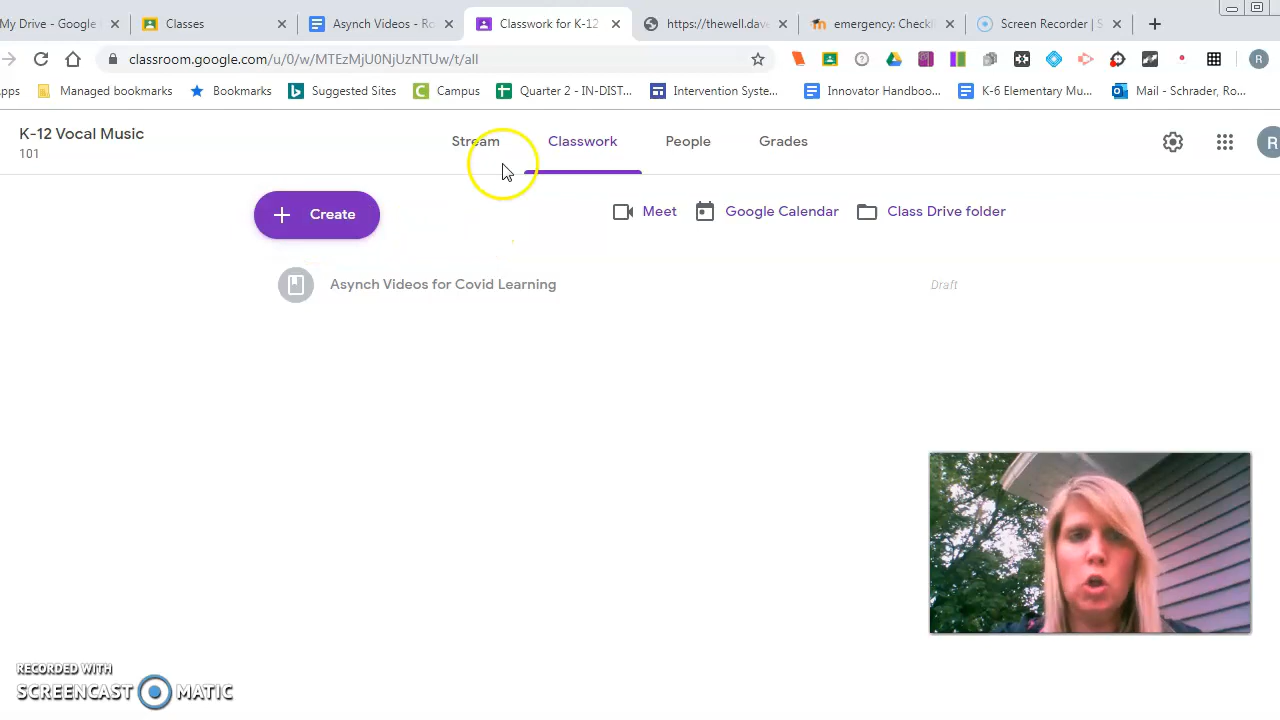 My Drive - Google
Classes
Asynch Videos - Ro
Classwork for K-12
https://thewell.dav
emergency: Checkl
Screen Recorder | S
classroom.google.com/u/0/w/MTEzMjU0NjUzNTUw/t/all
R
Apps
Managed bookmarks
Bookmarks
Suggested Sites
Campus
Quarter 2 - IN-DIST...
Intervention Syste...
Innovator Handboo...
K-6 Elementary Mu...
Mail - Schrader, Ro...
K-12 Vocal Music
101
Stream
Classwork
People
Grades
R
+ Create
Meet
Google Calendar
Class Drive folder
Asynch Videos for Covid Learning
Draft
RECORDED WITH
SCREENCAST MATIC